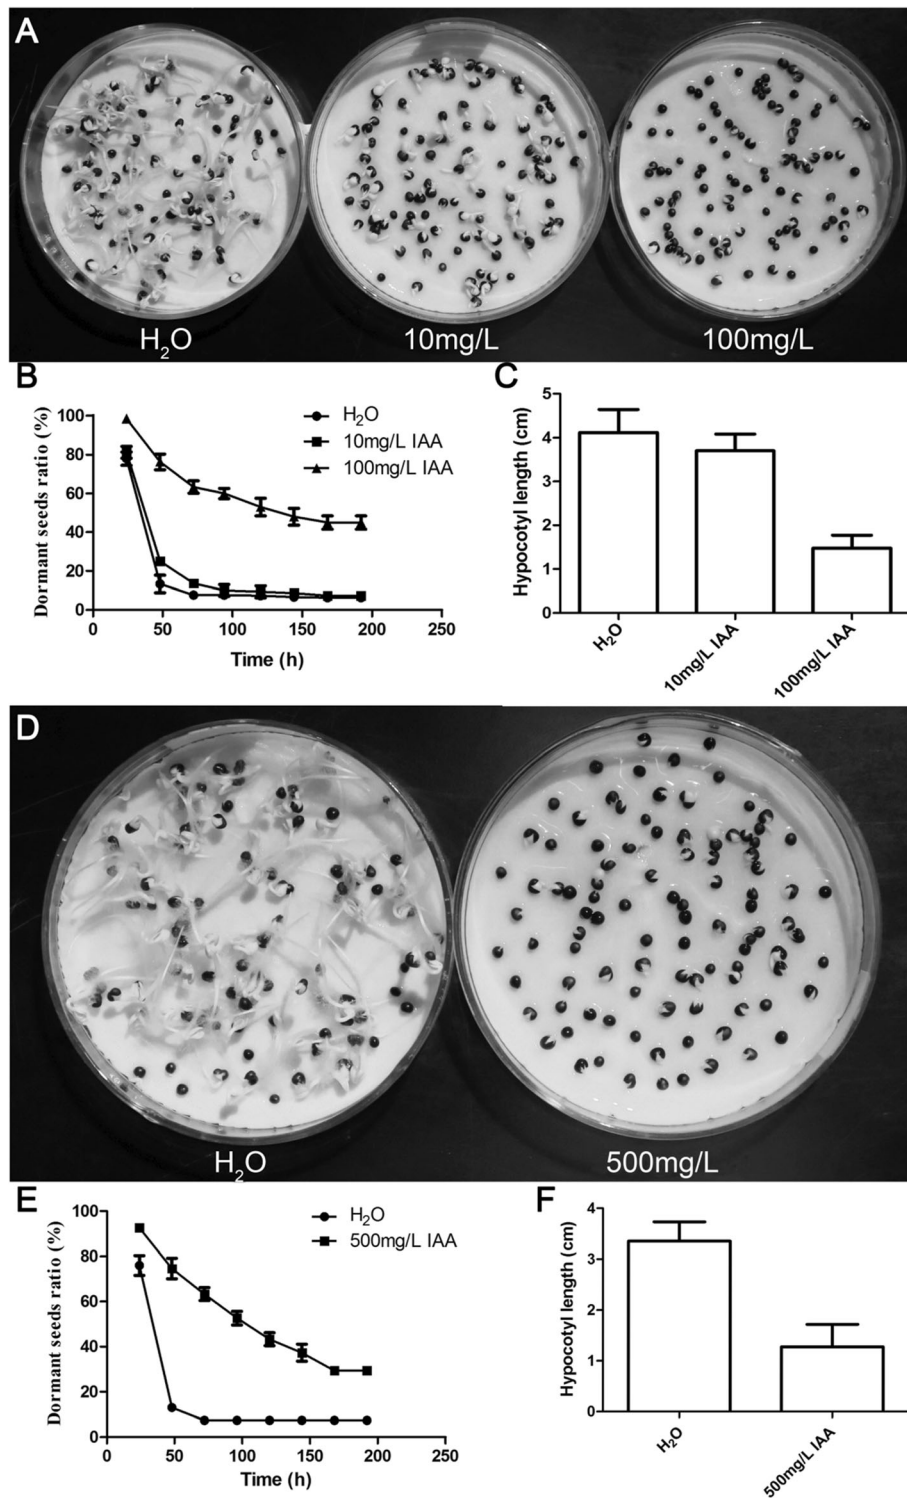 A
H₂O
10mg/L
100mg/L
B
Dormant seeds ratio (%)
100
80
60
40
20
0
0
50
100
150
200
250
Time (h)
H₂O
10mg/L IAA
100mg/L IAA
C
Hypocotyl length (cm)
5
4
3
2
1
0
H₂O
10mg/L IAA
100mg/L IAA
D
H₂O
500mg/L
E
Dormant seeds ratio (%)
100
80
60
40
20
0
0
50
100
150
200
250
Time (h)
H₂O
500mg/L IAA
F
Hypocotyl length (cm)
4
3
2
1
0
H₂O
500mg/L IAA